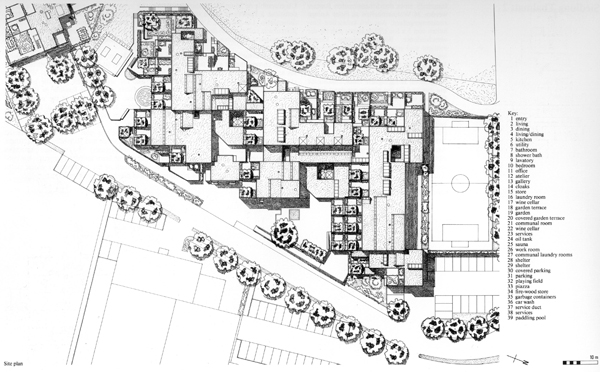 Key:
1 entry
2 living
3 dining
4 living/dining
5 kitchen
6 utility
7 bathroom
8 shower bath
9 lavatory
10 bedroom
11 office
12 atelier
13 gallery
14 cloaks
15 store
16 laundry room
17 wine cellar
18 garden terrace
19 garden
20 covered garden terrace
21 communal room
22 wine cellar
23 services
24 oil tank
25 sauna
26 work room
27 communal laundry rooms
28 shelter
29 shelter
30 covered parking
31 parking
32 playing field
33 piazza
34 fire-wood store
35 garbage containers
36 car wash
37 service duct
38 services
39 paddling pool
Site plan
10 m